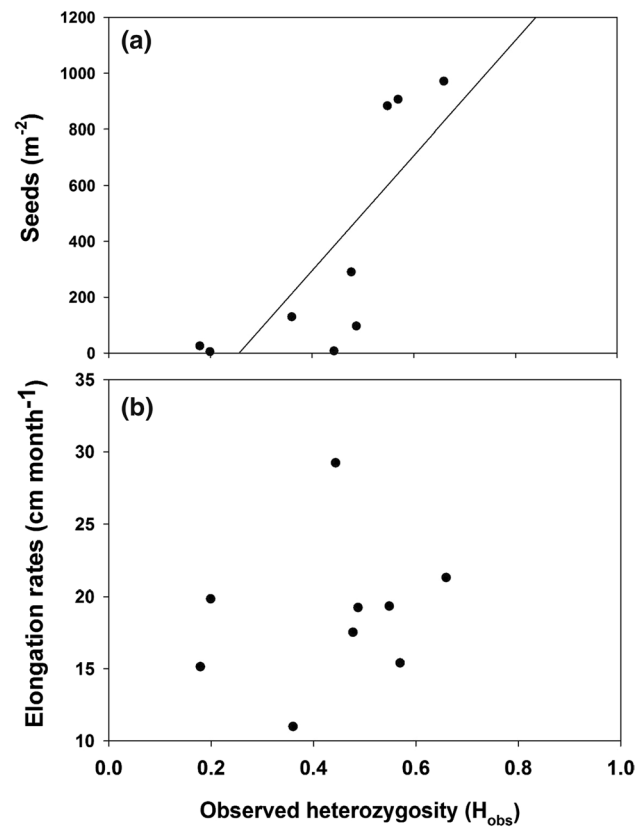 1200
(a)
1000
800
600
400
200
0
Seeds (m-2)
35
(b)
30
25
20
15
10
Elongation rates (cm month-1)
0.0 0.2 0.4 0.6 0.8 1.0
Observed heterozygosity (Hobs)